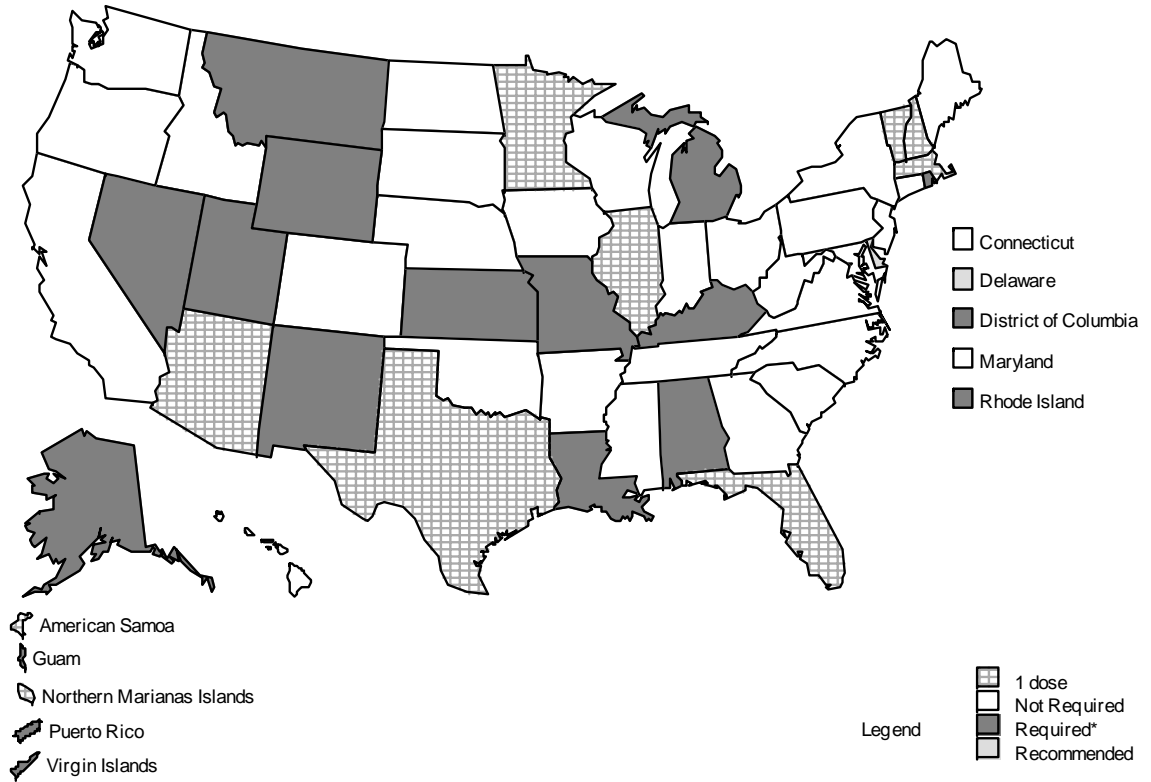 Connecticut
Delaware
District of Columbia
Maryland
Rhode Island
American Samoa
Guam
Northern Marianas Islands
Puerto Rico
Virgin Islands
Legend
1 dose
Not Required
Required*
Recommended